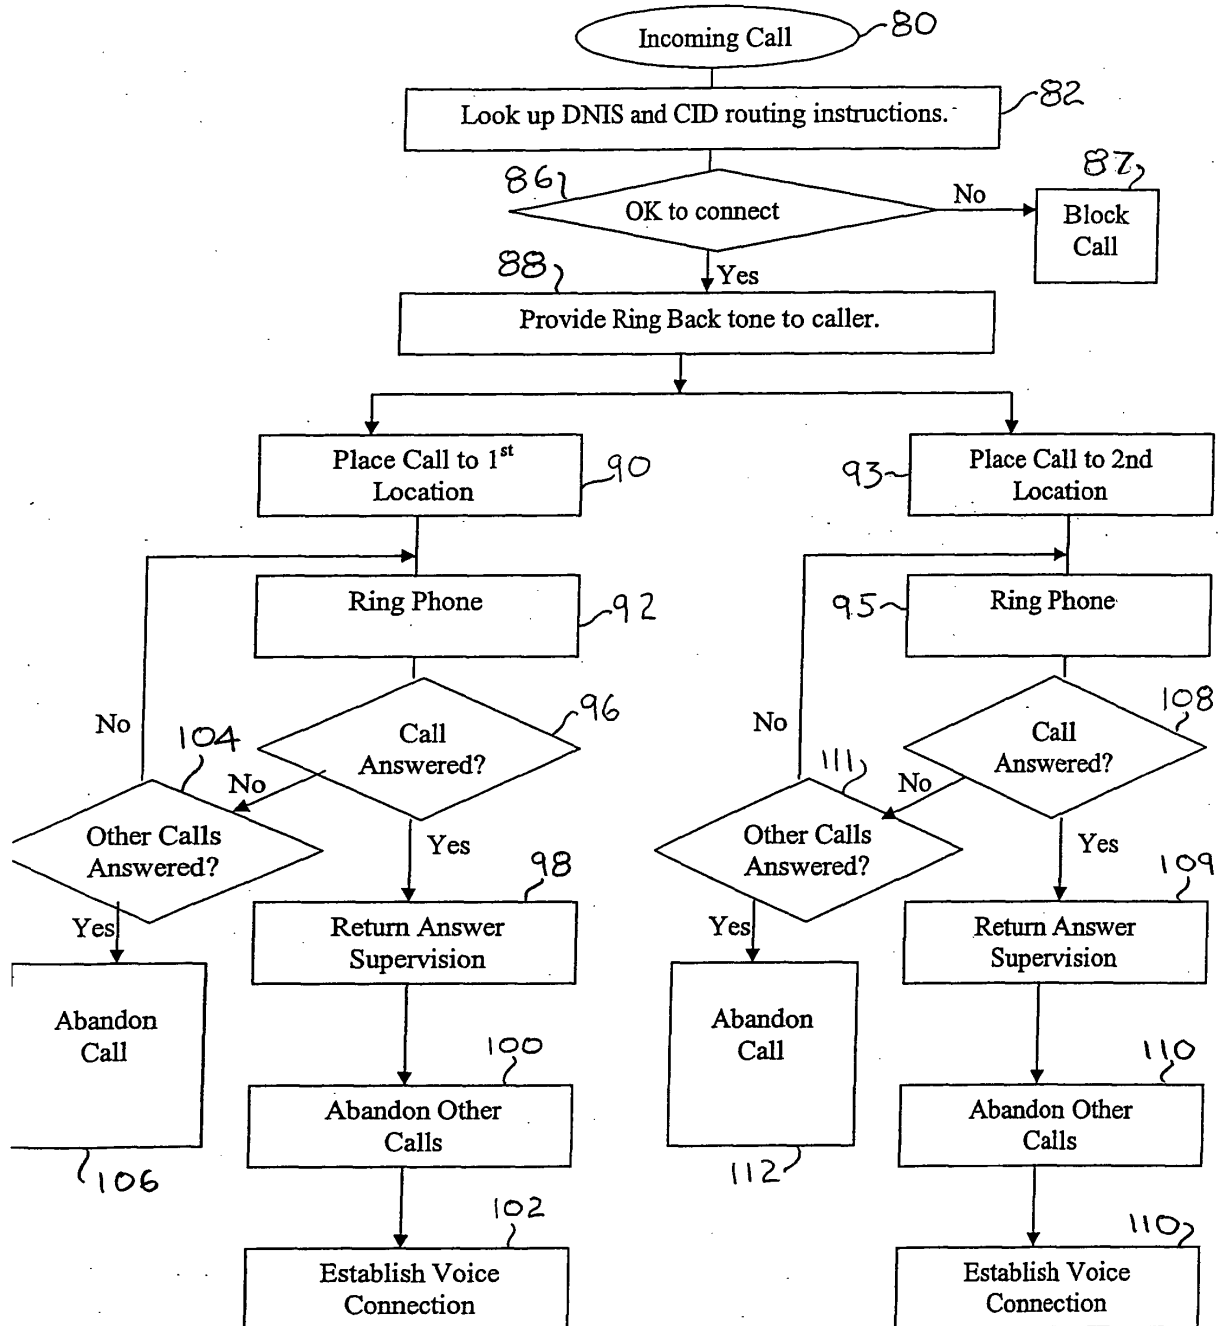 Incoming Call
80
Look up DNIS and CID routing instructions.
82
86
OK to connect
No
87
Block
Call
88
Yes
Provide Ring Back tone to caller.
Place Call to 1st
Location
90
93
Place Call to 2nd
Location
Ring Phone
92
95
Ring Phone
No
104
No
Call
Answered?
96
No
111
No
Call
Answered?
108
Other Calls
Answered?
Yes
Other Calls
Answered?
Yes
Yes
98
Return Answer
Supervision
Yes
109
Return Answer
Supervision
Abandon
Call
106
100
Abandon Other
Calls
Abandon
Call
112
110
Abandon Other
Calls
102
Establish Voice
Connection
110
Establish Voice
Connection